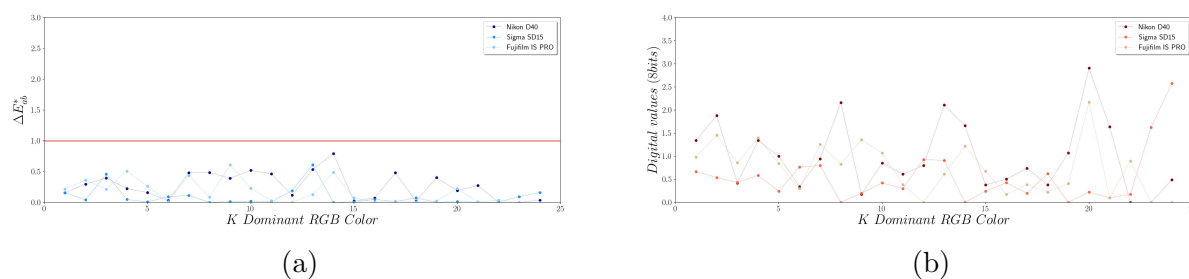 3.0
2.5
2.0
1.5
1.0
0.5
0.0
ΔE*ab
0 5 10 15 20 25
K Dominant RGB Color
Nikon D40
Sigma SD15
Fujifilm IS PRO
(a)
4.0
3.5
3.0
2.5
2.0
1.5
1.0
0.5
0.0
Digital values (8bits)
0 5 10 15 20
K Dominant RGB Color
Nikon D40
Sigma SD15
Fujifilm IS PRO
(b)